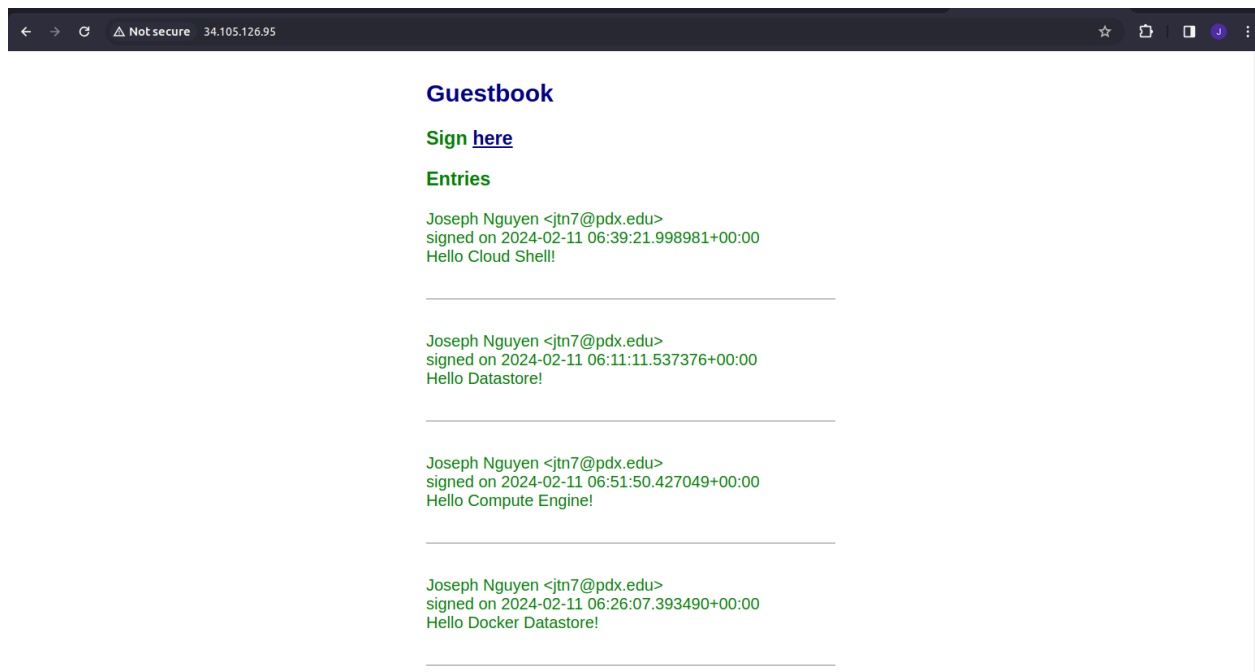 Not secure 34.105.126.95
J
Guestbook
Sign here
Entries
Joseph Nguyen <jtn7@pdx.edu>
signed on 2024-02-11 06:39:21.998981+00:00
Hello Cloud Shell!
Joseph Nguyen <jtn7@pdx.edu>
signed on 2024-02-11 06:11:11.537376+00:00
Hello Datastore!
Joseph Nguyen <jtn7@pdx.edu>
signed on 2024-02-11 06:51:50.427049+00:00
Hello Compute Engine!
Joseph Nguyen <jtn7@pdx.edu>
signed on 2024-02-11 06:26:07.393490+00:00
Hello Docker Datastore!